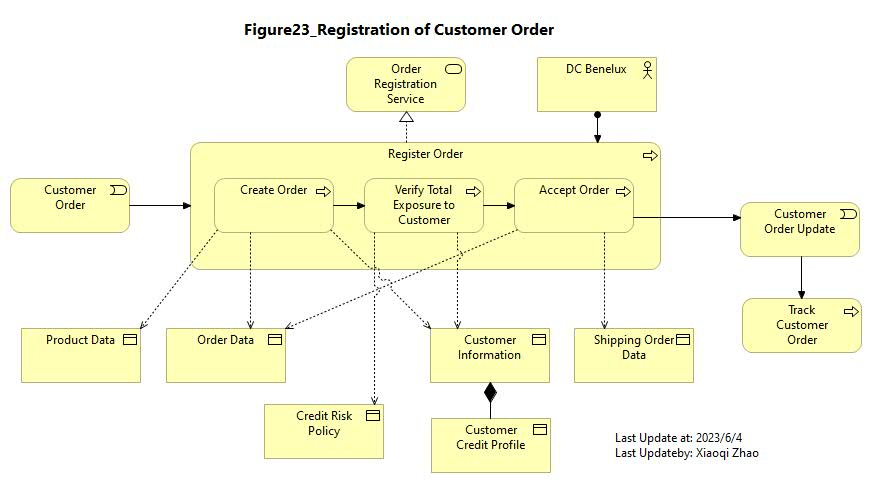 Figure23_Registration of Customer Order
Order
Registration
Service
DC Benelux
Register Order
Customer
Order
Create Order
Verify Total
Exposure to
Customer
Accept Order
Customer
Order Update
Track
Customer
Order
Product Data
Order Data
Customer
Information
Shipping Order
Data
Credit Risk
Policy
Customer
Credit Profile
Last Update at: 2023/6/4
Last Updateby: Xiaoqi Zhao